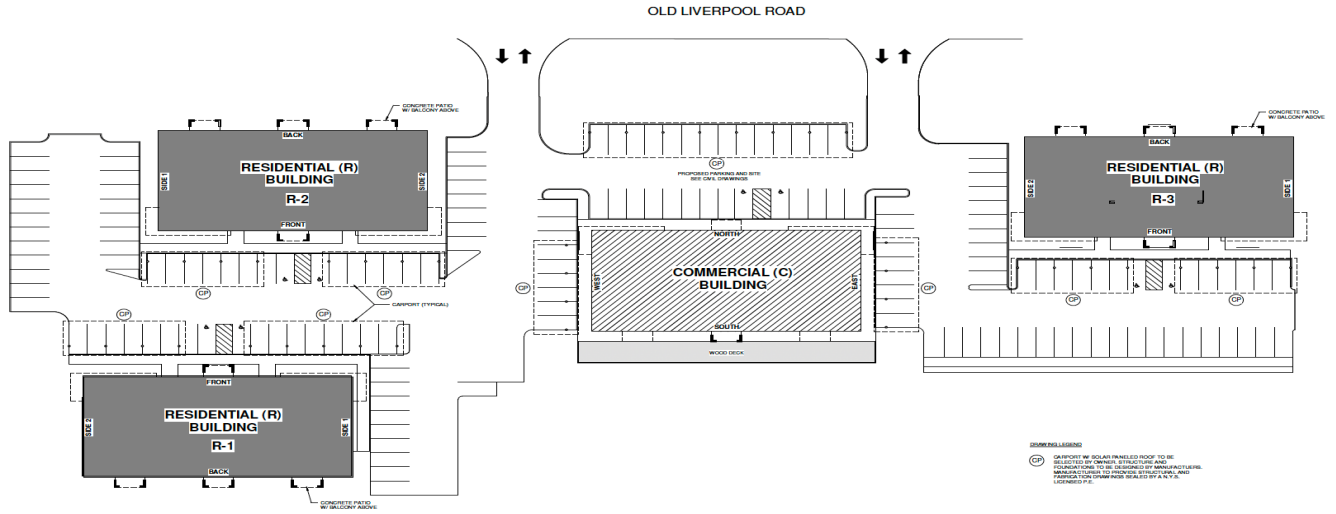 OLD LIVERPOOL ROAD
CONCRETE PATIO
W/ BALCONY ABOVE
CONCRETE PATIO
W/ BALCONY ABOVE
BACK
RESIDENTIAL (R)
BUILDING
R-2
SIDE 1
SIDE 2
FRONT
CP
PROPOSED PARKING AND SITE
SEE CIVIL DRAWINGS
BACK
RESIDENTIAL (R)
BUILDING
R-3
SIDE 2
SIDE 1
FRONT
NORTH
COMMERCIAL (C)
BUILDING
WEST
EAST
SOUTH
WOOD DECK
CP
CP
CP
CP
CARPORT (TYPICAL)
CP
CP
CP
CP
FRONT
RESIDENTIAL (R)
BUILDING
R-1
SIDE 2
SIDE 1
BACK
CONCRETE PATIO
W/ BALCONY ABOVE
DRAWING LEGEND
CP
CARPORT W/ SOLAR PANELED ROOF TO BE
SELECTED BY OWNER. STRUCTURE AND
FOUNDATIONS TO BE DESIGNED BY MANUFACTUERS.
MANUFACTURER TO PROVIDE STRUCTURAL AND
FABRICATION DRAWINGS SEALED BY A N.Y.S.
LICENSED P.E.